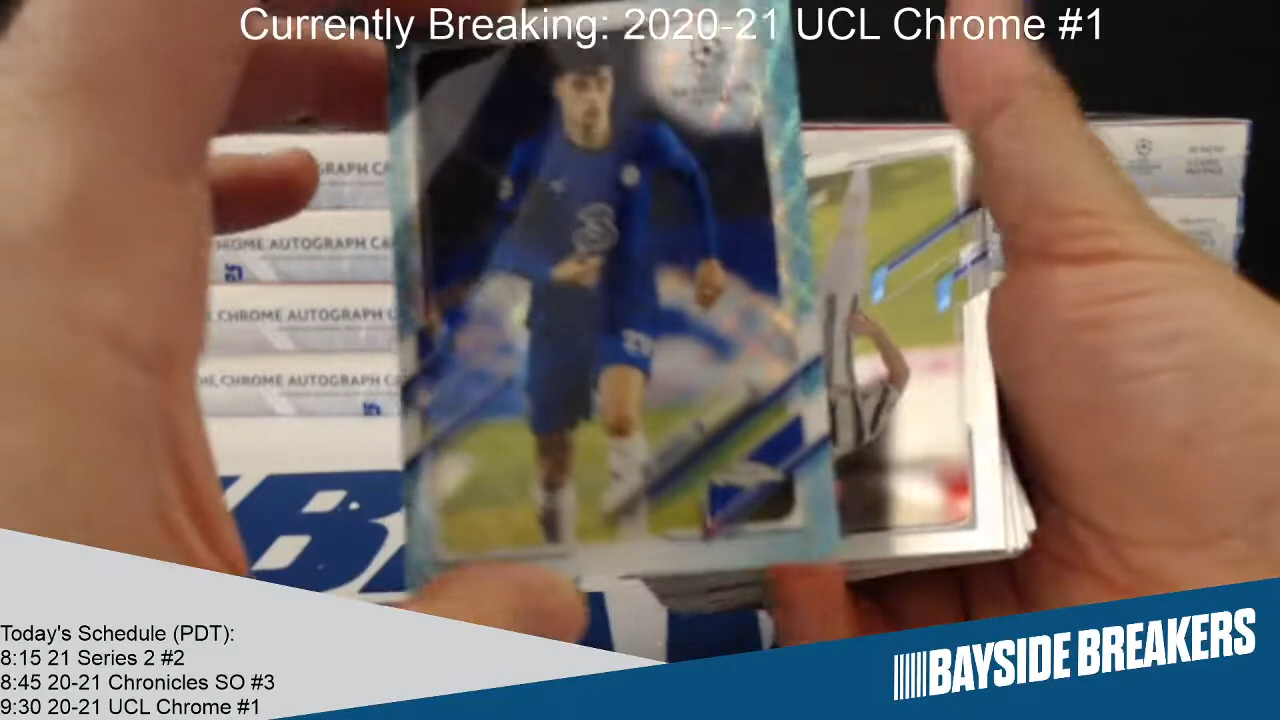 Currently Breaking: 2020-21 UCL Chrome #1
GRAPH CA
CHROME AUTOGRAPH CA
CHROME AUTOGRAPH C
CHROME AUTOGRAPH C
Today's Schedule (PDT):
8:15 21 Series 2 #2
8:45 20-21 Chronicles SO #3
9:30 20-21 UCL Chrome #1
BAYSIDE BREAKERS